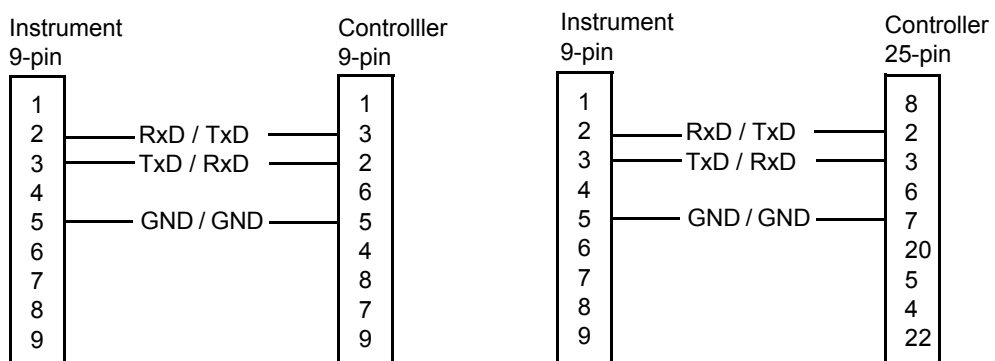 Instrument
9-pin
Controlller
9-pin
1 1
2 RxD / TxD 3
3 TxD / RxD 2
4 6
5 GND / GND 5
6 4
7 8
8 7
9 9
Instrument
9-pin
Controller
25-pin
1 8
2 RxD / TxD 2
3 TxD / RxD 3
4 6
5 GND / GND 7
6 20
7 5
8 4
9 22